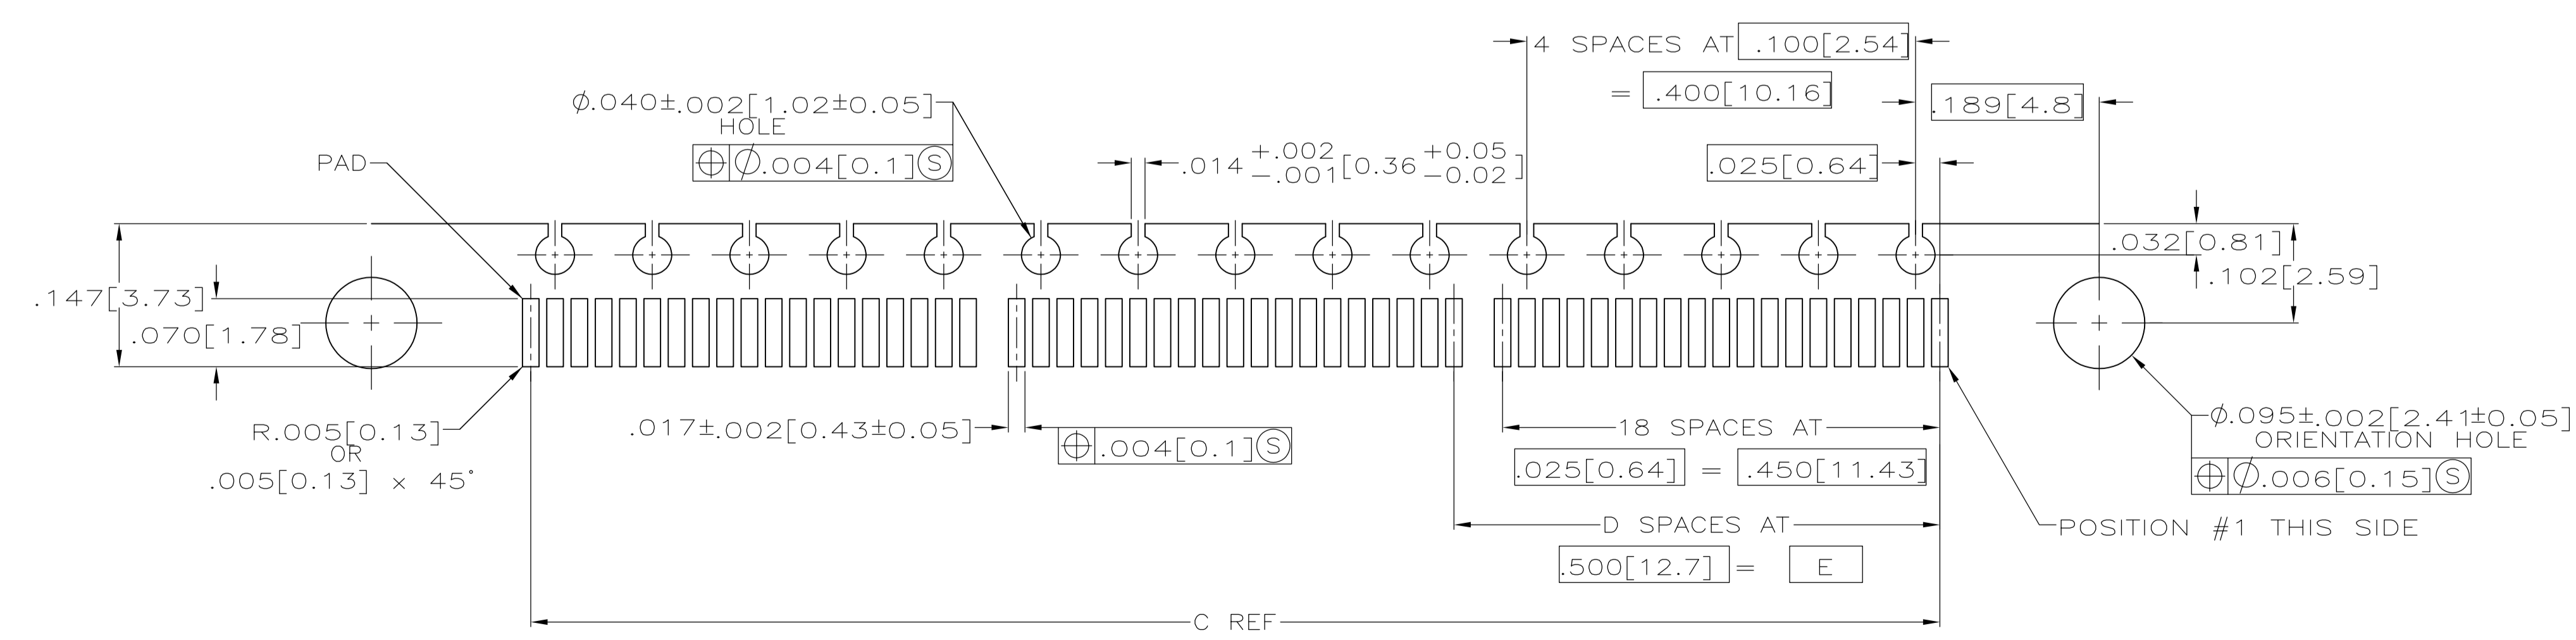 4 SPACES AT .100[2.54]
= .400[10.16]
.189[4.8]
⌀.040±.002[1.02±0.05]
HOLE
⌖ ⌀.004[0.1]Ⓢ
PAD
.014 +.002 -.001 [0.36 +0.05 -0.02]
.025[0.64]
.032[0.81]
.102[2.59]
.147[3.73]
.070[1.78]
R.005[0.13]
OR
.005[0.13] × 45°
.017±.002[0.43±0.05]
⌖ .004[0.1]Ⓢ
18 SPACES AT
.025[0.64] = .450[11.43]
D SPACES AT
.500[12.7] = E
⌀.095±.002[2.41±0.05]
ORIENTATION HOLE
⌖ ⌀.006[0.15]Ⓢ
POSITION #1 THIS SIDE
C REF